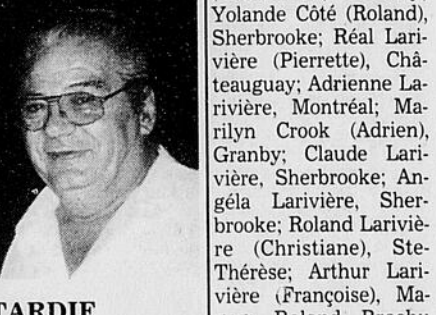 TARDIF
Yolande Côté (Roland),
Sherbrooke; Réal Lari-
vière (Pierrette), Châ-
teauguay; Adrienne La-
rivière, Montréal; Ma-
rilyn Crook (Adrien),
Granby; Claude Lari-
vière, Sherbrooke; An-
géla Larivière, Sher-
brooke; Roland Lariviè-
re (Christiane), Ste-
Thérèse; Arthur Lari-
vière (Françoise), Ma-